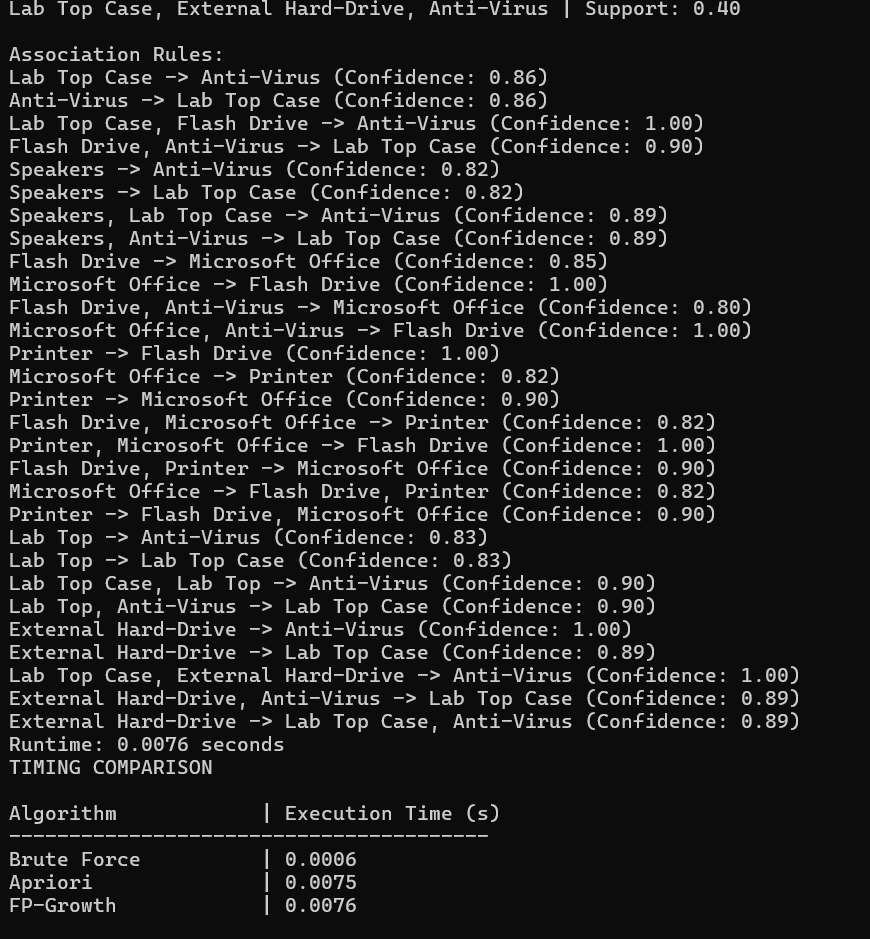 Lab Top Case, External Hard-Drive, Anti-Virus | Support: 0.40
Association Rules:
Lab Top Case -> Anti-Virus (Confidence: 0.86)
Anti-Virus -> Lab Top Case (Confidence: 0.86)
Lab Top Case, Flash Drive -> Anti-Virus (Confidence: 1.00)
Flash Drive, Anti-Virus -> Lab Top Case (Confidence: 0.90)
Speakers -> Anti-Virus (Confidence: 0.82)
Speakers -> Lab Top Case (Confidence: 0.82)
Speakers, Lab Top Case -> Anti-Virus (Confidence: 0.89)
Speakers, Anti-Virus -> Lab Top Case (Confidence: 0.89)
Flash Drive -> Microsoft Office (Confidence: 0.85)
Microsoft Office -> Flash Drive (Confidence: 1.00)
Flash Drive, Anti-Virus -> Microsoft Office (Confidence: 0.80)
Microsoft Office, Anti-Virus -> Flash Drive (Confidence: 1.00)
Printer -> Flash Drive (Confidence: 1.00)
Microsoft Office -> Printer (Confidence: 0.82)
Printer -> Microsoft Office (Confidence: 0.90)
Flash Drive, Microsoft Office -> Printer (Confidence: 0.82)
Printer, Microsoft Office -> Flash Drive (Confidence: 1.00)
Flash Drive, Printer -> Microsoft Office (Confidence: 0.90)
Microsoft Office -> Flash Drive, Printer (Confidence: 0.82)
Printer -> Flash Drive, Microsoft Office (Confidence: 0.90)
Lab Top -> Anti-Virus (Confidence: 0.83)
Lab Top -> Lab Top Case (Confidence: 0.83)
Lab Top Case, Lab Top -> Anti-Virus (Confidence: 0.90)
Lab Top, Anti-Virus -> Lab Top Case (Confidence: 0.90)
External Hard-Drive -> Anti-Virus (Confidence: 1.00)
External Hard-Drive -> Lab Top Case (Confidence: 0.89)
Lab Top Case, External Hard-Drive -> Anti-Virus (Confidence: 1.00)
External Hard-Drive, Anti-Virus -> Lab Top Case (Confidence: 0.89)
External Hard-Drive -> Lab Top Case, Anti-Virus (Confidence: 0.89)
Runtime: 0.0076 seconds
TIMING COMPARISON
Algorithm            | Execution Time (s)
----------------------------------------
Brute Force          | 0.0006
Apriori              | 0.0075
FP-Growth            | 0.0076